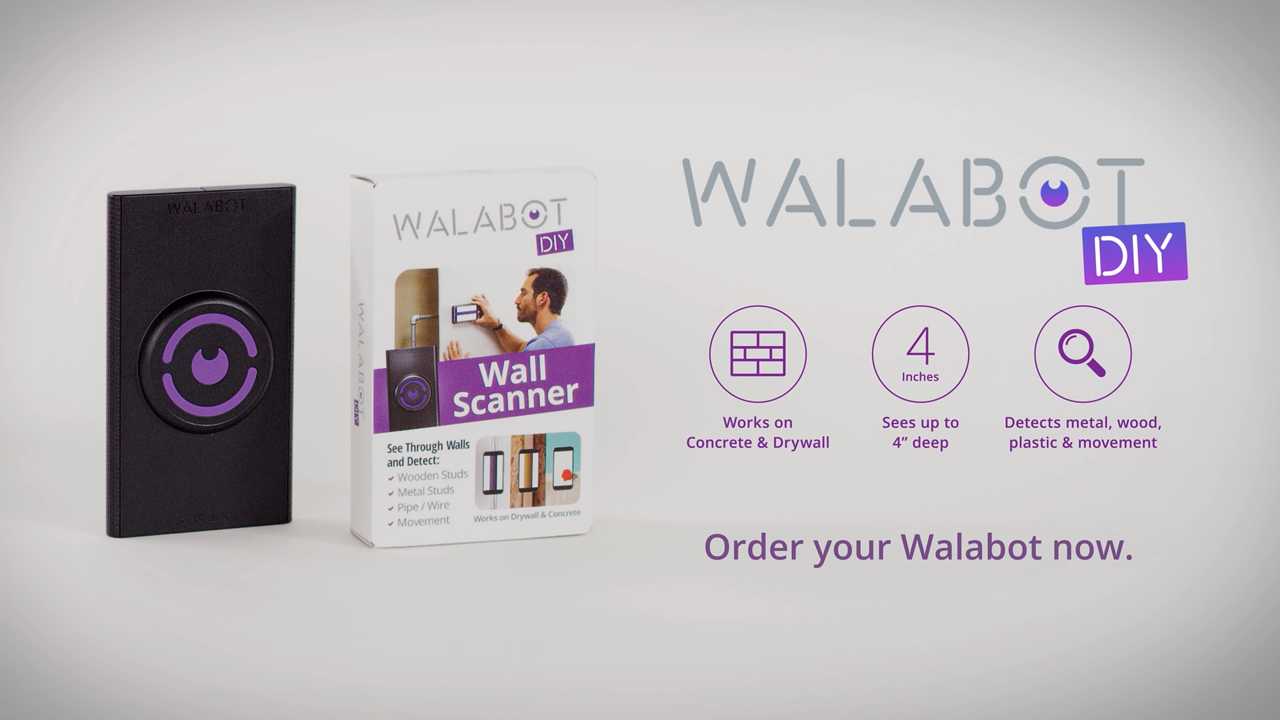 WALABOT
WALABOT
DIY
WALABOT
Wall
Scanner
See Through Walls
and Detect:
Wooden Studs
Metal Studs
Pipe / Wire
Movement
Works on Drywall & Concrete
WALABOT
DIY
4
Inches
Works on
Concrete & Drywall
Sees up to
4” deep
Detects metal, wood,
plastic & movement
Order your Walabot now.